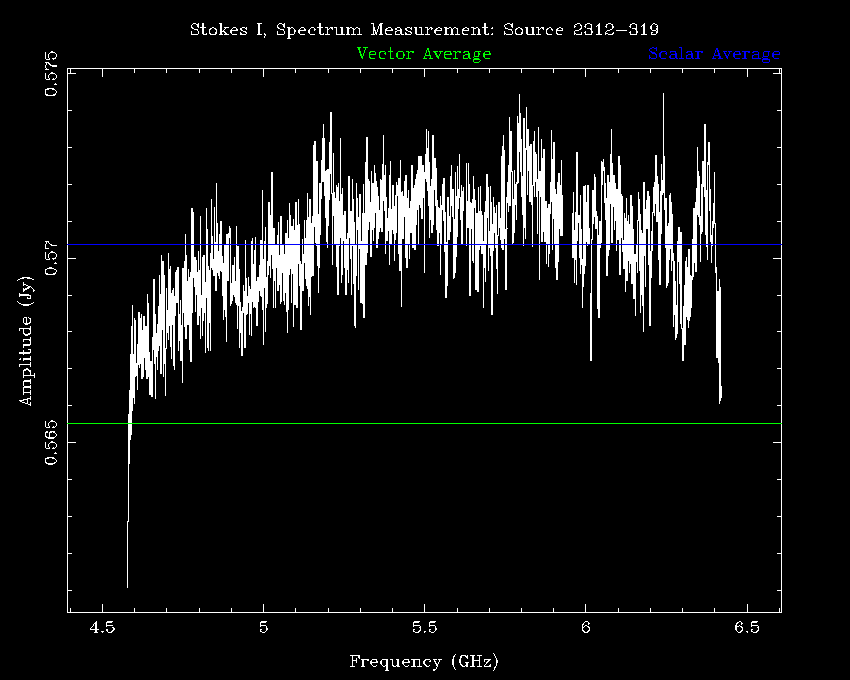 Stokes I, Spectrum Measurement: Source 2312-319
Vector Average Scalar Average
0.575
0.57
0.565
Amplitude (Jy)
4.5 5 5.5 6 6.5
Frequency (GHz)